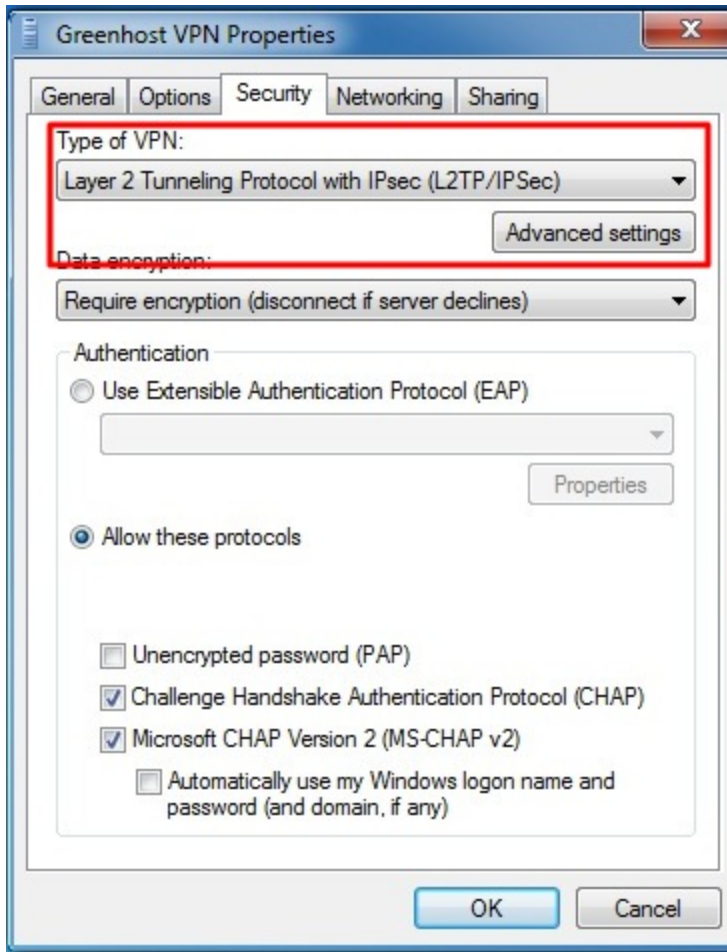 Greenhost VPN Properties
General Options Security Networking Sharing
Type of VPN:
Layer 2 Tunneling Protocol with IPsec (L2TP/IPSec)
Advanced settings
Data encryption:
Require encryption (disconnect if server declines)
Authentication
Use Extensible Authentication Protocol (EAP)
Properties
Allow these protocols
Unencrypted password (PAP)
Challenge Handshake Authentication Protocol (CHAP)
Microsoft CHAP Version 2 (MS-CHAP v2)
Automatically use my Windows logon name and
password (and domain, if any)
OK Cancel